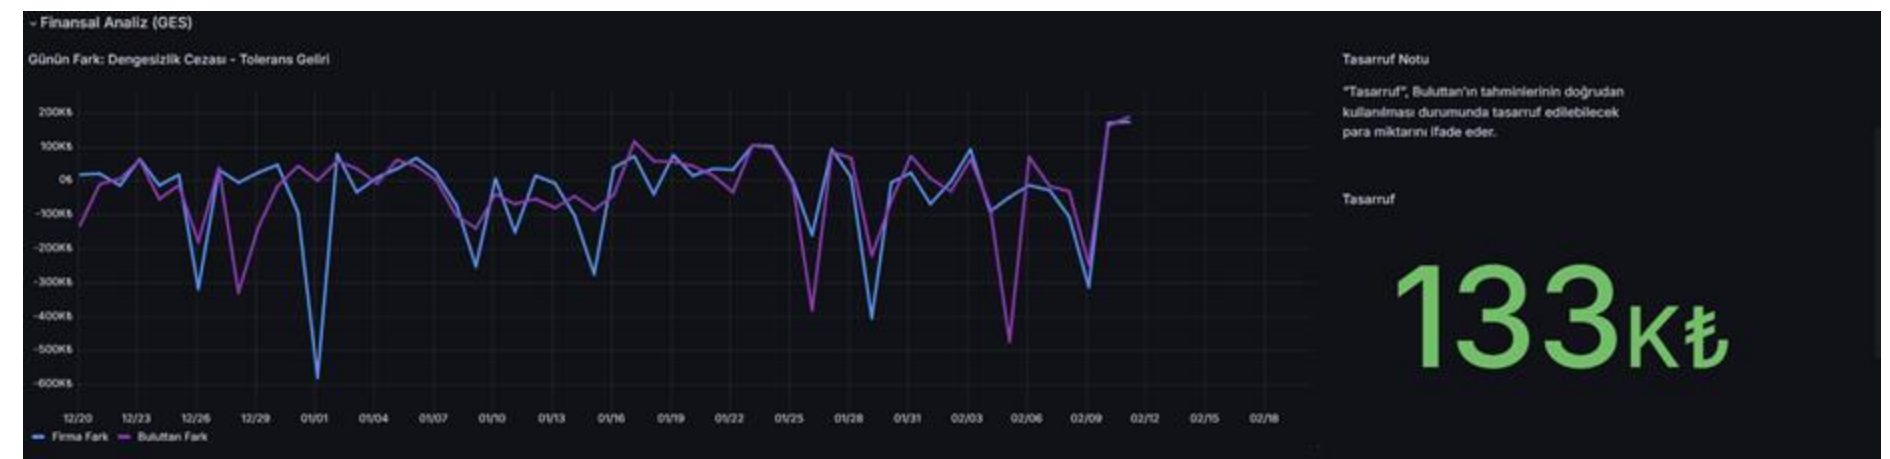 Finansal Analiz (GES)
Günün Fark: Dengesizlik Cezası - Tolerans Geliri
200K₺
100K₺
0₺
-100K₺
-200K₺
-300K₺
-400K₺
-500K₺
-600K₺
12/20 12/23 12/26 12/29 01/01 01/04 01/07 01/10 01/13 01/16 01/19 01/22 01/25 01/28 01/31 02/03 02/06 02/09 02/12 02/15 02/18
Firma Fark Buluttan Fark
Tasarruf Notu
"Tasarruf", Buluttan'ın tahminlerinin doğrudan
kullanılması durumunda tasarruf edilebilecek
para miktarını ifade eder.
Tasarruf
133K₺